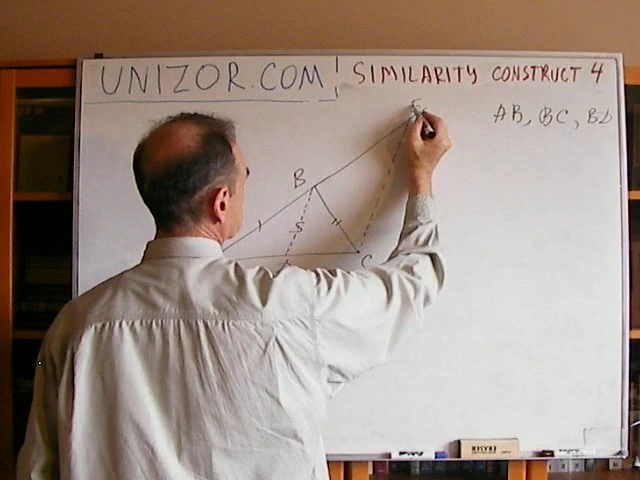 UNIZOR.COM
SIMILARITY CONSTRUCT 4
AB, BC, BD
B
S
C